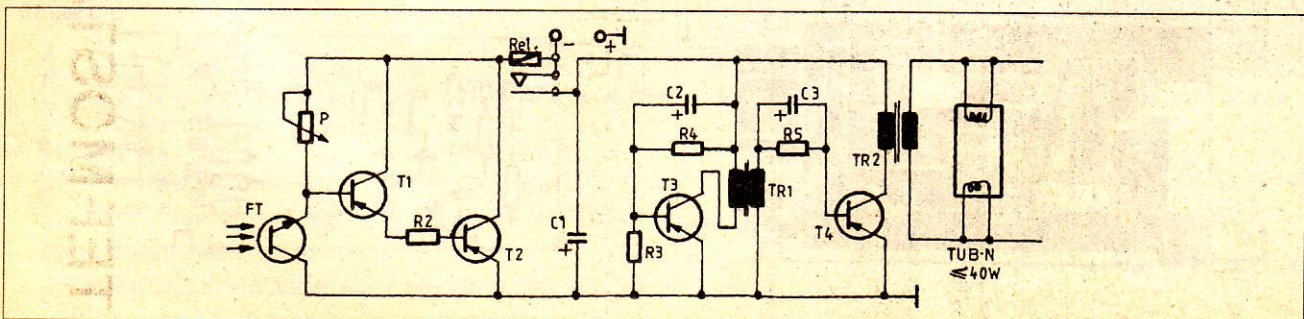 Rel.
-
+
P
FT
T1
R2
T2
C1
+
C2
+
R4
R3
T3
TR1
C3
+
R5
T4
TR2
TUB-N
≤40W